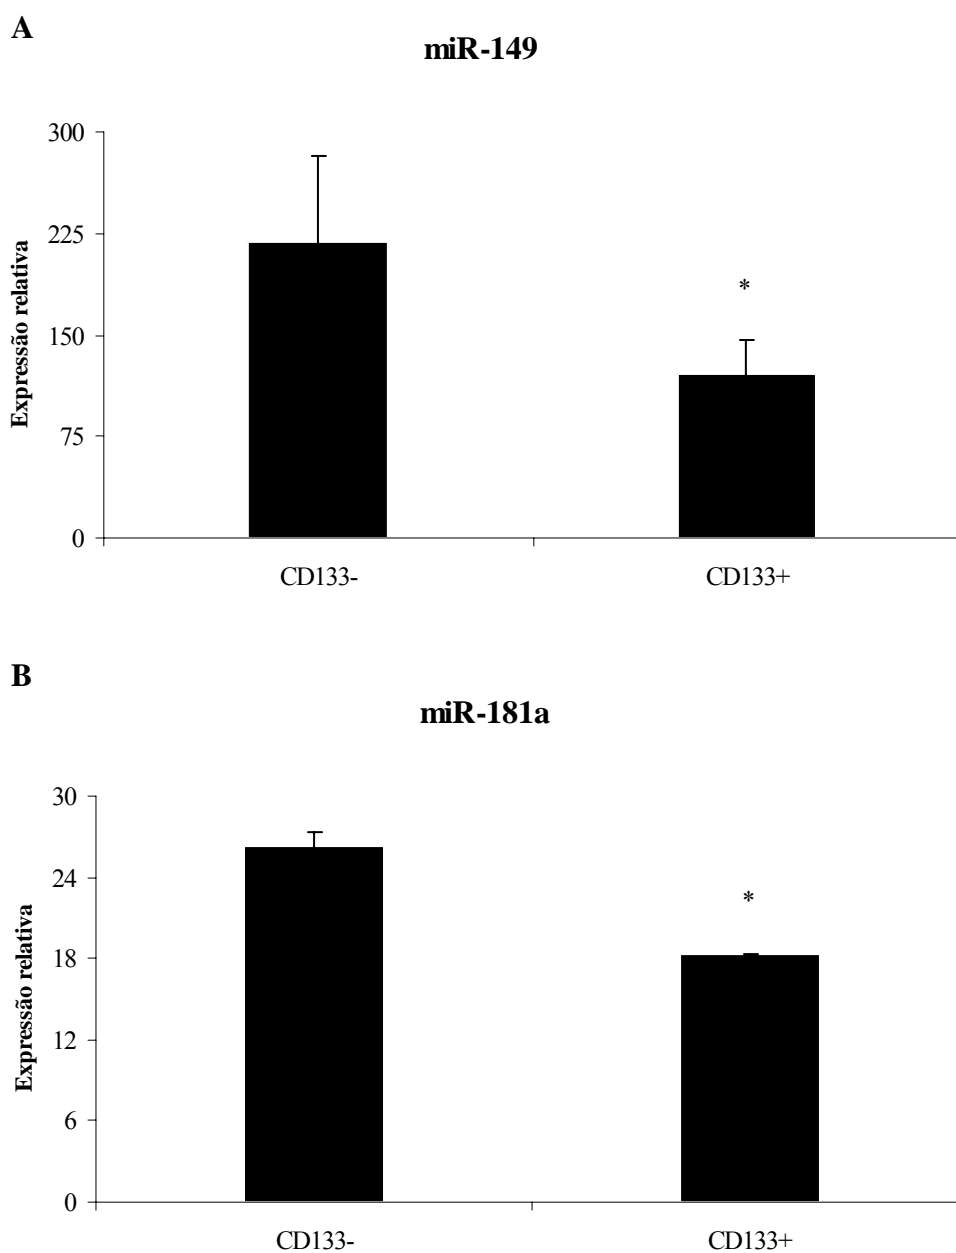 A
miR-149
300
225
150
75
0
Expressão relativa
*
CD133-
CD133+
B
miR-181a
30
24
18
12
6
0
Expressão relativa
*
CD133-
CD133+